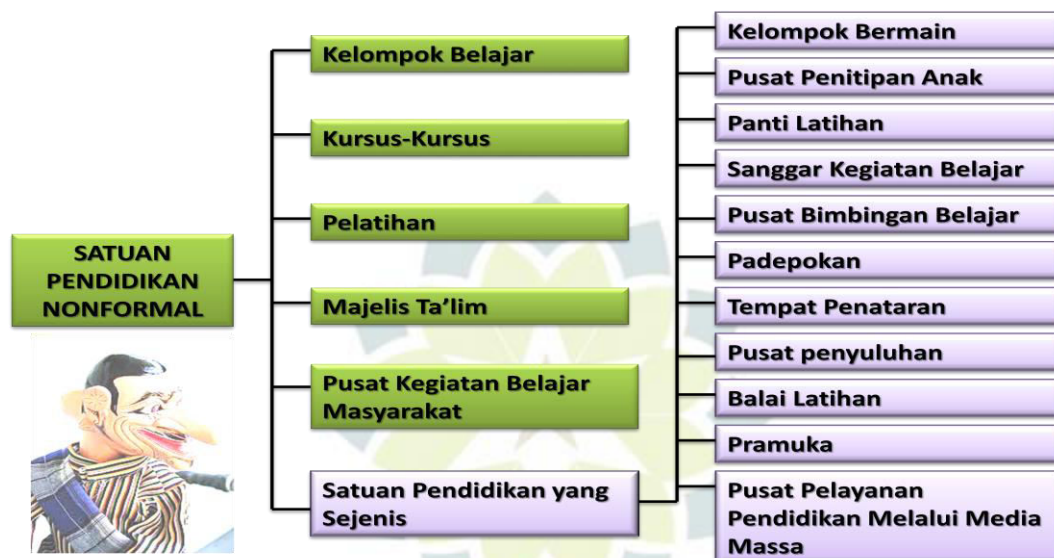 SATUAN
PENDIDIKAN
NONFORMAL
Kelompok Belajar
Kursus-Kursus
Pelatihan
Majelis Ta'lim
Pusat Kegiatan Belajar
Masyarakat
Satuan Pendidikan yang
Sejenis
Kelompok Bermain
Pusat Penitipan Anak
Panti Latihan
Sanggar Kegiatan Belajar
Pusat Bimbingan Belajar
Padepokan
Tempat Penataran
Pusat penyuluhan
Balai Latihan
Pramuka
Pusat Pelayanan
Pendidikan Melalui Media
Massa